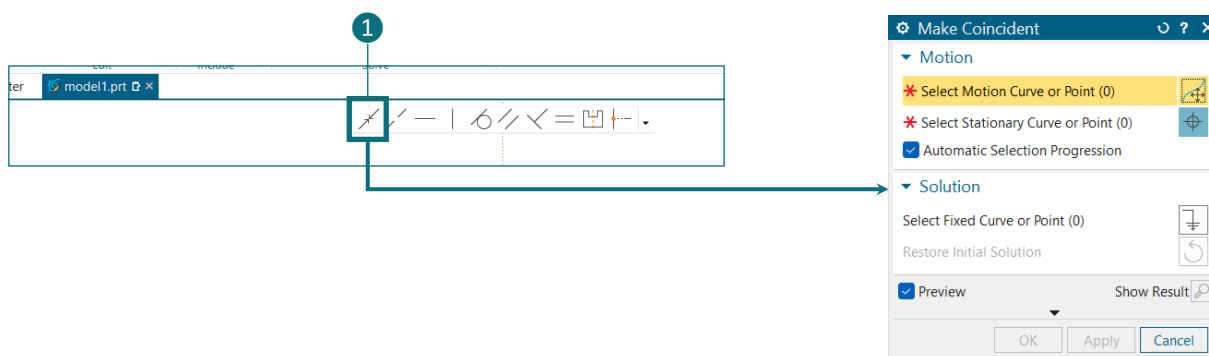 1
Make Coincident
Motion
Select Motion Curve or Point (0)
Select Stationary Curve or Point (0)
Automatic Selection Progression
Solution
Select Fixed Curve or Point (0)
Restore Initial Solution
Preview Show Result
OK Apply Cancel
ter model1.prt